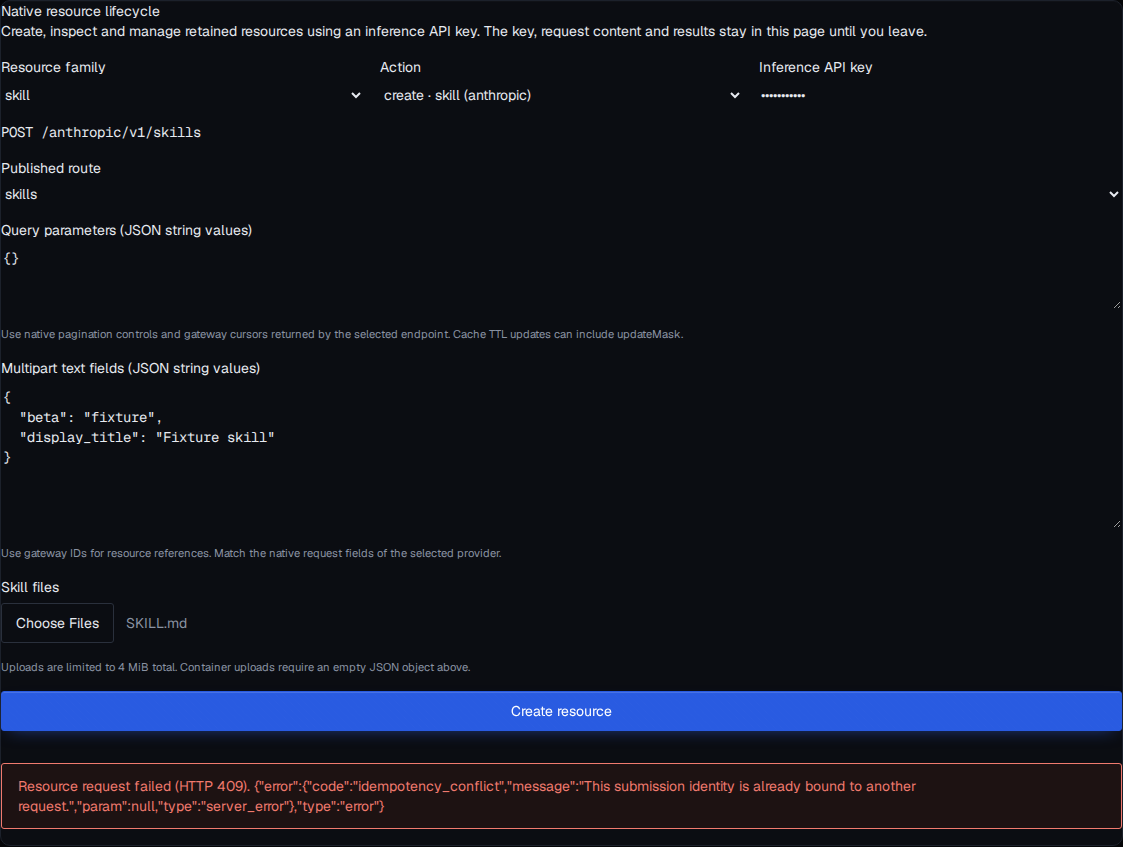 Native resource lifecycle
Create, inspect and manage retained resources using an inference API key. The key, request content and results stay in this page until you leave.
Resource family
Action
Inference API key
skill
create · skill (anthropic)
•••••••••••
POST /anthropic/v1/skills
Published route
skills
Query parameters (JSON string values)
{}
Use native pagination controls and gateway cursors returned by the selected endpoint. Cache TTL updates can include updateMask.
Multipart text fields (JSON string values)
{
  "beta": "fixture",
  "display_title": "Fixture skill"
}
Use gateway IDs for resource references. Match the native request fields of the selected provider.
Skill files
Choose Files SKILL.md
Uploads are limited to 4 MiB total. Container uploads require an empty JSON object above.
Create resource
Resource request failed (HTTP 409). {"error":{"code":"idempotency_conflict","message":"This submission identity is already bound to another
request.","param":null,"type":"server_error"},"type":"error"}